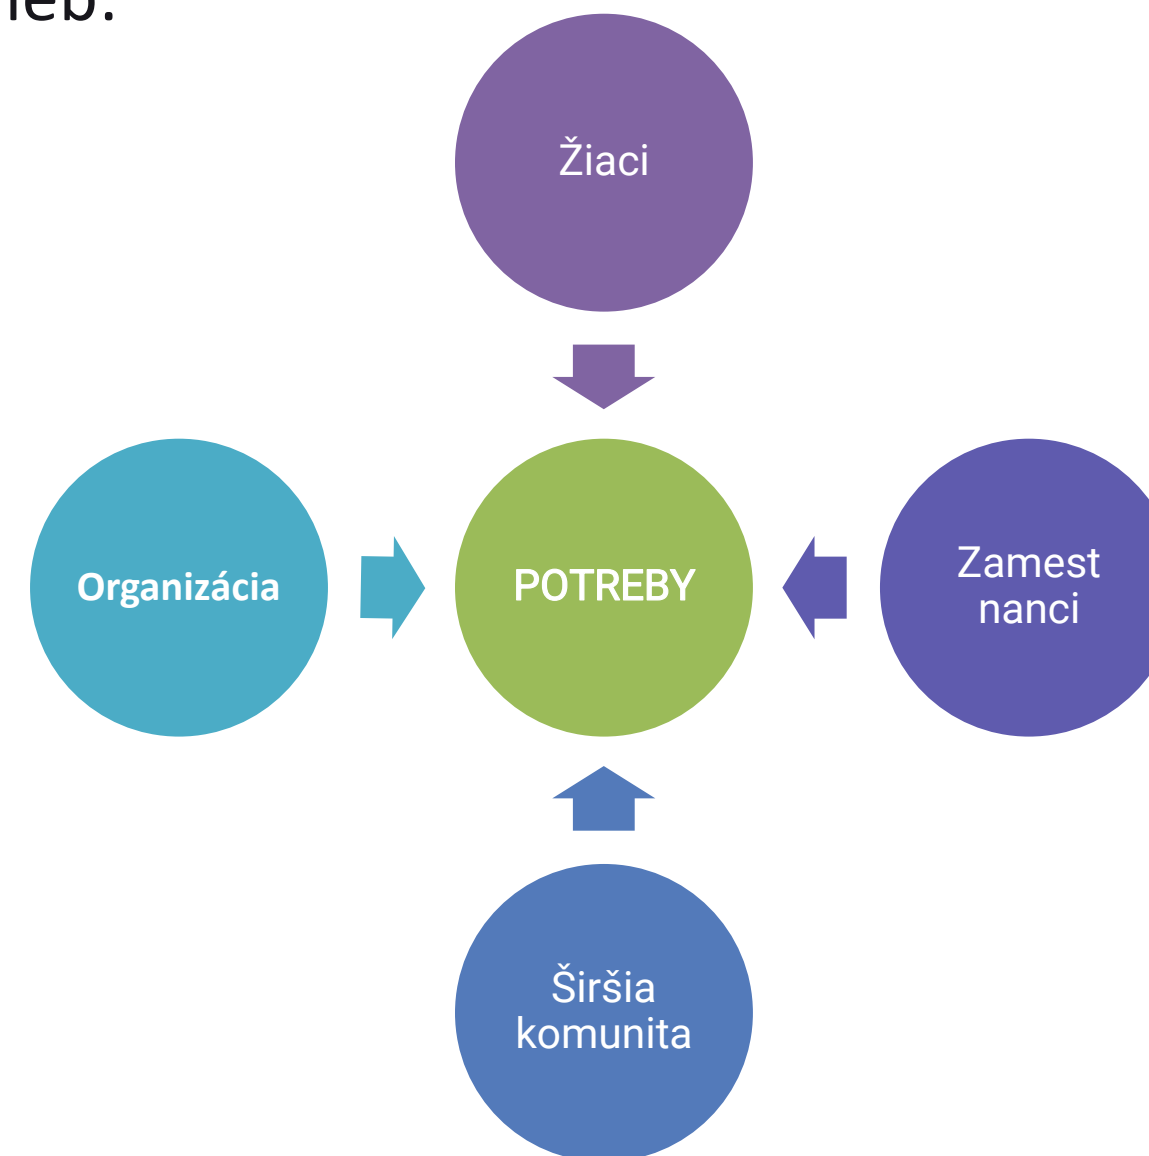 Žiaci
Organizácia
POTREBY
Zamest
nanci
Širšia
komunita